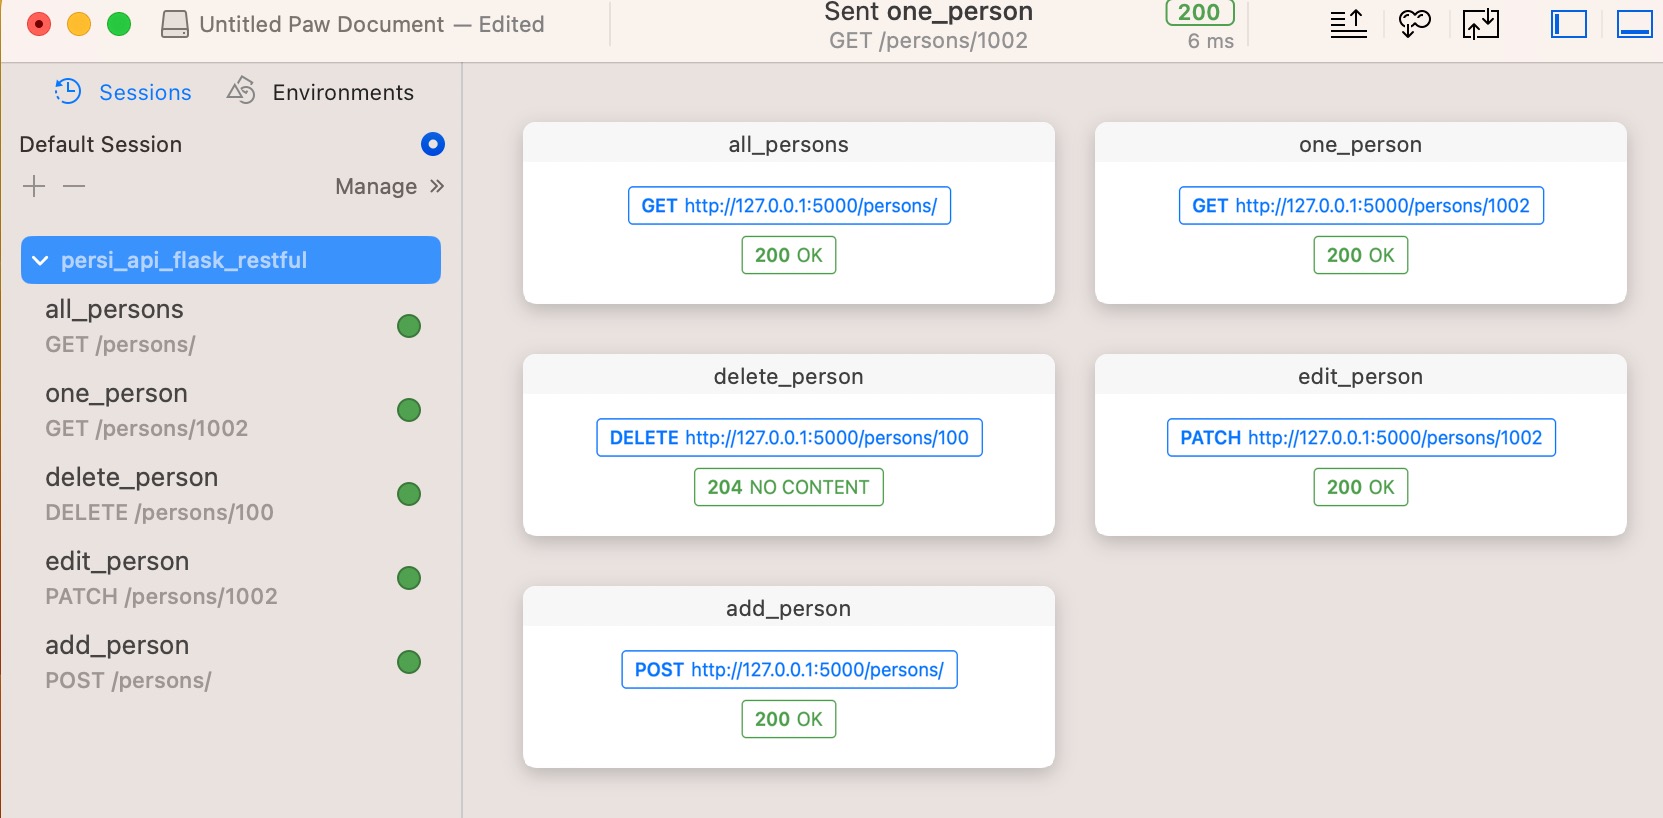 Untitled Paw Document — Edited
Sent one_person
GET /persons/1002
200
6 ms
Sessions
Environments
Default Session
Manage »
persi_api_flask_restful
all_persons
GET /persons/
one_person
GET /persons/1002
delete_person
DELETE /persons/100
edit_person
PATCH /persons/1002
add_person
POST /persons/
all_persons
GET http://127.0.0.1:5000/persons/
200 OK
one_person
GET http://127.0.0.1:5000/persons/1002
200 OK
delete_person
DELETE http://127.0.0.1:5000/persons/100
204 NO CONTENT
edit_person
PATCH http://127.0.0.1:5000/persons/1002
200 OK
add_person
POST http://127.0.0.1:5000/persons/
200 OK